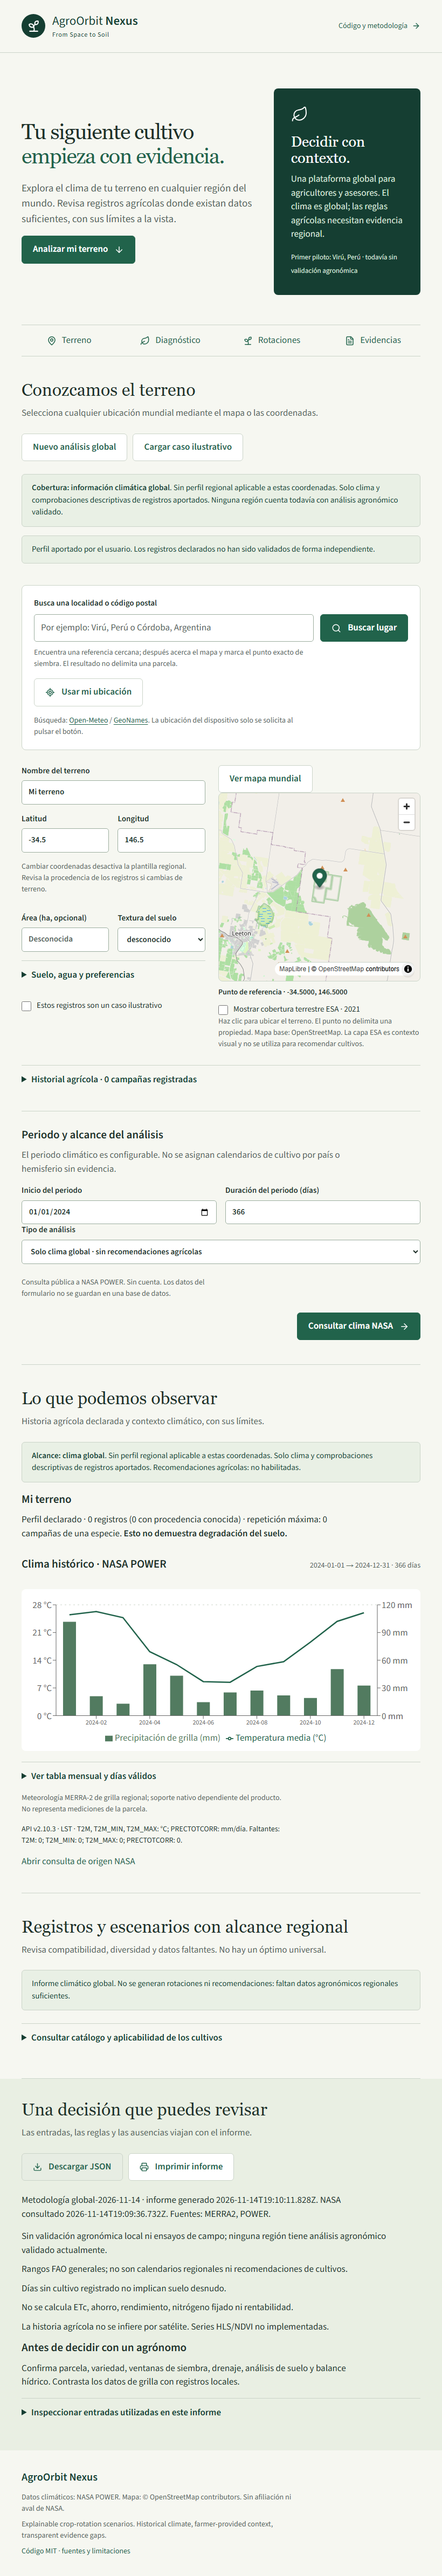 AgroOrbit Nexus
From Space to Soil
Código y metodología →
Tu siguiente cultivo
empieza con evidencia.
Explora el clima de tu terreno en cualquier región del
mundo. Revisa registros agrícolas donde existan datos
suficientes, con sus límites a la vista.
Analizar mi terreno ↓
Decidir con
contexto.
Una plataforma global para
agricultores y asesores. El
clima es global; las reglas
agrícolas necesitan evidencia
regional.
Primer piloto: Virú, Perú · todavía sin
validación agronómica
Terreno
Diagnóstico
Rotaciones
Evidencias
Conozcamos el terreno
Selecciona cualquier ubicación mundial mediante el mapa o las coordenadas.
Nuevo análisis global
Cargar caso ilustrativo
Cobertura: información climática global. Sin perfil regional aplicable a estas coordenadas. Solo clima y
comprobaciones descriptivas de registros aportados. Ninguna región cuenta todavía con análisis agronómico
validado.
Perfil aportado por el usuario. Los registros declarados no han sido validados de forma independiente.
Busca una localidad o código postal
Por ejemplo: Virú, Perú o Córdoba, Argentina
Buscar lugar
Encuentra una referencia cercana; después acerca el mapa y marca el punto exacto de
siembra. El resultado no delimita una parcela.
Usar mi ubicación
Búsqueda: Open-Meteo / GeoNames. La ubicación del dispositivo solo se solicita al
pulsar el botón.
Nombre del terreno
Mi terreno
Latitud
Longitud
-34.5
146.5
Cambiar coordenadas desactiva la plantilla regional.
Revisa la procedencia de los registros si cambias de
terreno.
Área (ha, opcional)
Textura del suelo
Desconocida
desconocido
Suelo, agua y preferencias
Estos registros son un caso ilustrativo
Ver mapa mundial
+
−
Leeton
MapLibre | © OpenStreetMap contributors
Punto de referencia · -34.5000, 146.5000
Mostrar cobertura terrestre ESA · 2021
Haz clic para ubicar el terreno. El punto no delimita una
propiedad. Mapa base: OpenStreetMap. La capa ESA es contexto
visual y no se utiliza para recomendar cultivos.
Historial agrícola · 0 campañas registradas
Periodo y alcance del análisis
El periodo climático es configurable. No se asignan calendarios de cultivo por país o
hemisferio sin evidencia.
Inicio del periodo
Duración del periodo (días)
01/01/2024
366
Tipo de análisis
Solo clima global · sin recomendaciones agrícolas
Consulta pública a NASA POWER. Sin cuenta. Los datos del
formulario no se guardan en una base de datos.
Consultar clima NASA →
Lo que podemos observar
Historia agrícola declarada y contexto climático, con sus límites.
Alcance: clima global. Sin perfil regional aplicable a estas coordenadas. Solo clima y comprobaciones
descriptivas de registros aportados. Recomendaciones agrícolas: no habilitadas.
Mi terreno
Perfil declarado · 0 registros (0 con procedencia conocida) · repetición máxima: 0
campañas de una especie. Esto no demuestra degradación del suelo.
Clima histórico · NASA POWER
2024-01-01 — 2024-12-31 · 366 días
28 °C
120 mm
21 °C
90 mm
14 °C
60 mm
7 °C
30 mm
0 °C
0 mm
2024-02
2024-04
2024-06
2024-08
2024-10
2024-12
Precipitación de grilla (mm)
Temperatura media (°C)
Ver tabla mensual y días válidos
Meteorología MERRA-2 de grilla regional; soporte nativo dependiente del producto.
No representa mediciones de la parcela.
API v2.10.3 · LST · T2M, T2M_MIN, T2M_MAX: °C; PRECTOTCORR: mm/día. Faltantes:
T2M: 0; T2M_MIN: 0; T2M_MAX: 0; PRECTOTCORR: 0.
Abrir consulta de origen NASA
Registros y escenarios con alcance regional
Revisa compatibilidad, diversidad y datos faltantes. No hay un óptimo universal.
Informe climático global. No se generan rotaciones ni recomendaciones: faltan datos agronómicos regionales
suficientes.
Consultar catálogo y aplicabilidad de los cultivos
Una decisión que puedes revisar
Las entradas, las reglas y las ausencias viajan con el informe.
Descargar JSON
Imprimir informe
Metodología global-2026-11-14 · informe generado 2026-11-14T19:10:11.828Z. NASA
consultado 2026-11-14T19:09:36.732Z. Fuentes: MERRA2, POWER.
Sin validación agronómica local ni ensayos de campo; ninguna región tiene análisis agronómico
validado actualmente.
Rangos FAO generales; no son calendarios regionales ni recomendaciones de cultivos.
Días sin cultivo registrado no implican suelo desnudo.
No se calcula ETc, ahorro, rendimiento, nitrógeno fijado ni rentabilidad.
La historia agrícola no se infiere por satélite. Series HLS/NDVI no implementadas.
Antes de decidir con un agrónomo
Confirma parcela, variedad, ventanas de siembra, drenaje, análisis de suelo y balance
hídrico. Contrasta los datos de grilla con registros locales.
Inspeccionar entradas utilizadas en este informe
AgroOrbit Nexus
Datos climáticos: NASA POWER. Mapa: © OpenStreetMap contributors. Sin afiliación ni
aval de NASA.
Explainable crop-rotation scenarios. Historical climate, farmer-provided context,
transparent evidence gaps.
Código MIT · fuentes y limitaciones